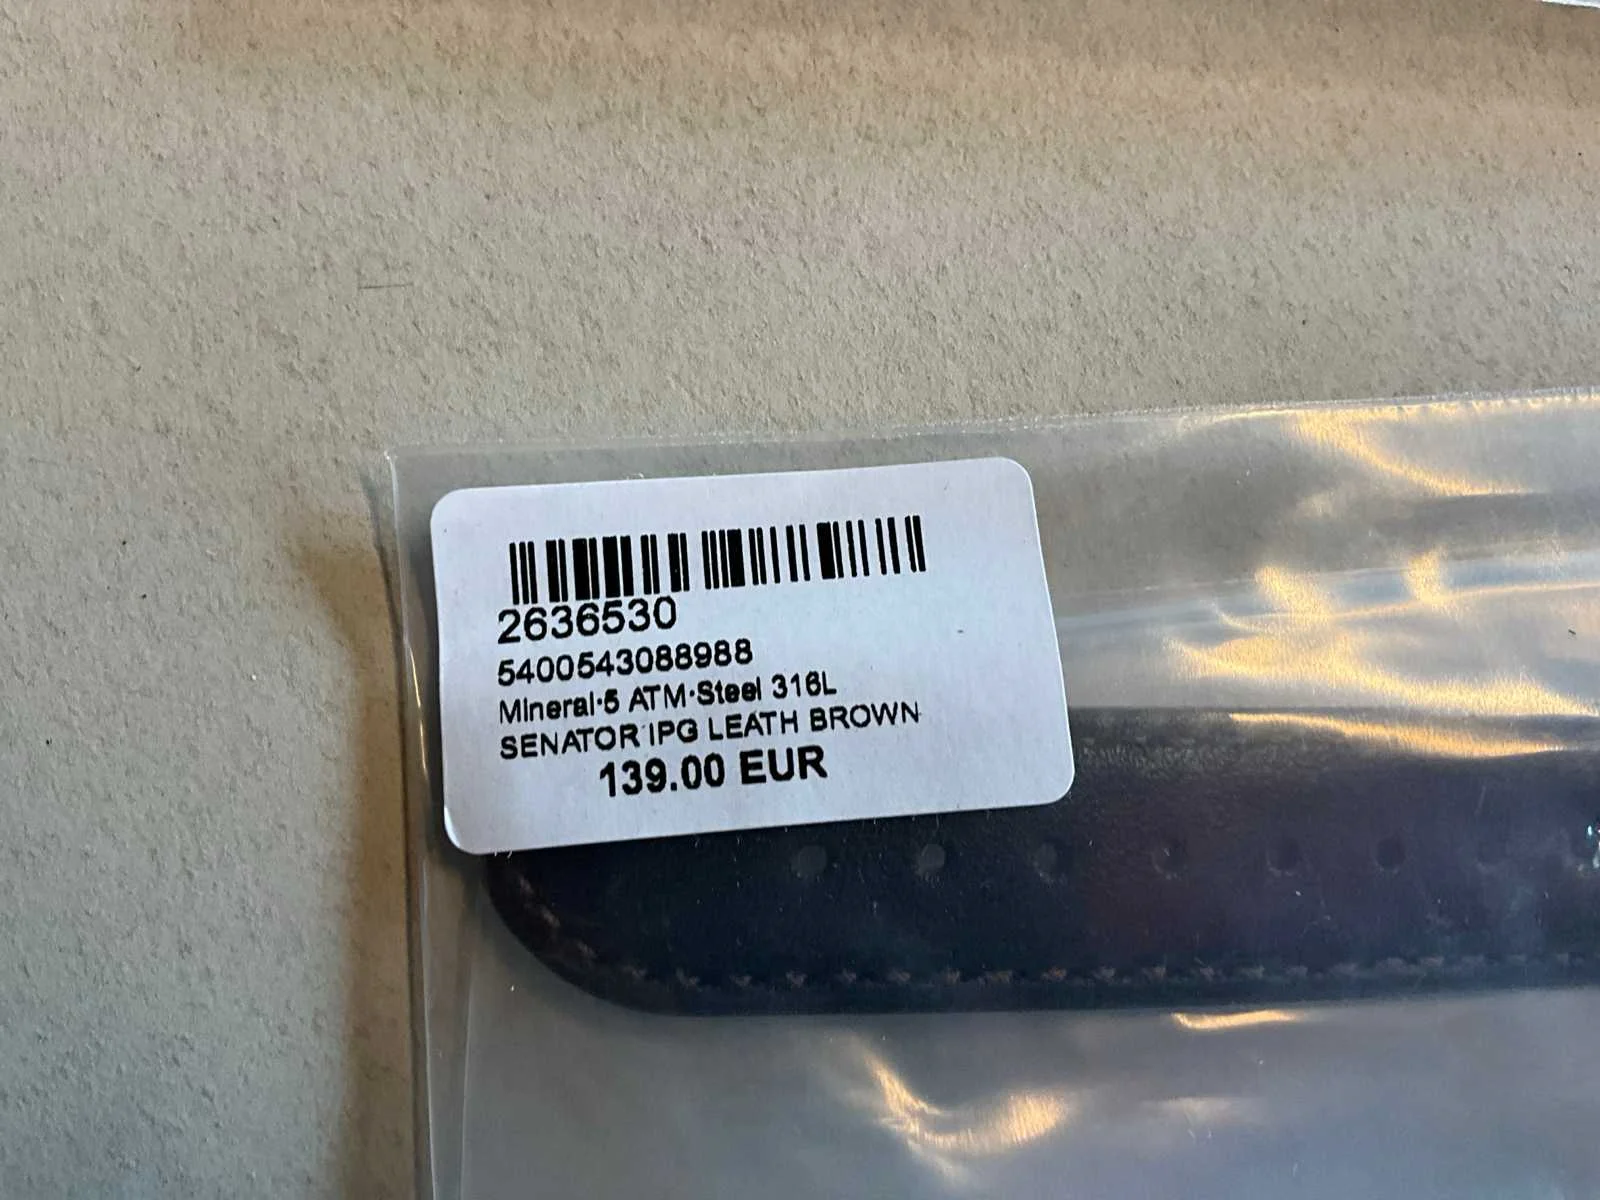 2636530
5400543088988
Mineral·5 ATM·Steel 316L
SENATOR IPG LEATH BROWN
139.00 EUR